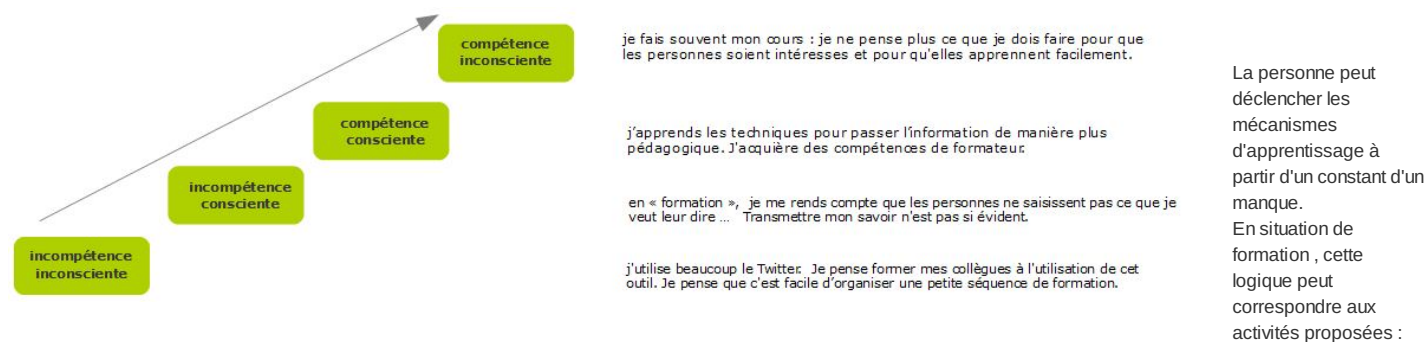 compétence
inconsciente
je fais souvent mon cours : je ne pense plus ce que je dois faire pour que
les personnes soient intéresses et pour qu'elles apprennent facilement.
compétence
consciente
j'apprends les techniques pour passer l'information de manière plus
pédagogique. J'acquière des compétences de formateur.
incompétence
consciente
en « formation », je me rends compte que les personnes ne saisissent pas ce que je
veut leur dire ... Transmettre mon savoir n'est pas si évident.
incompétence
inconsciente
j'utilise beaucoup le Twitter. Je pense former mes collègues à l'utilisation de cet
outil. Je pense que c'est facile d'organiser une petite séquence de formation.
La personne peut
déclencher les
mécanismes
d'apprentissage à
partir d'un constant d'un
manque.
En situation de
formation , cette
logique peut
correspondre aux
activités proposées :